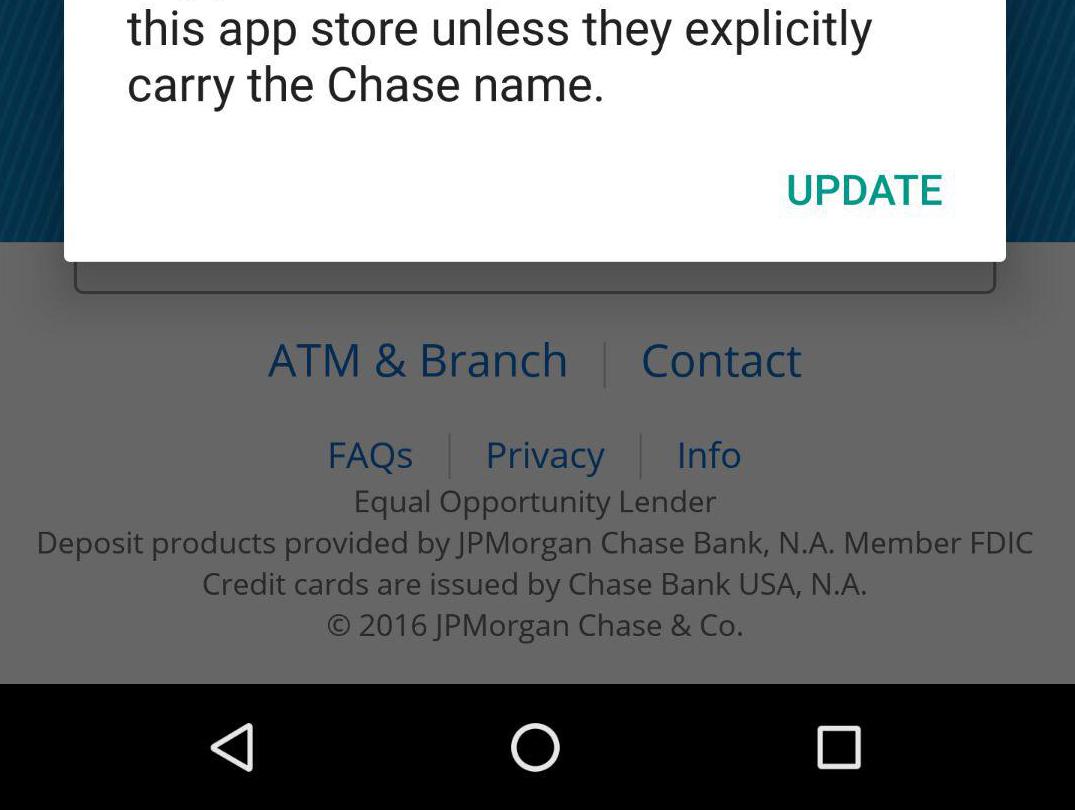 this app store unless they explicitly
carry the Chase name.
UPDATE
ATM & Branch
Contact
FAQs
Privacy
Info
Equal Opportunity Lender
Deposit products provided by JPMorgan Chase Bank, N.A. Member FDIC
Credit cards are issued by Chase Bank USA, N.A.
© 2016 JPMorgan Chase & Co.